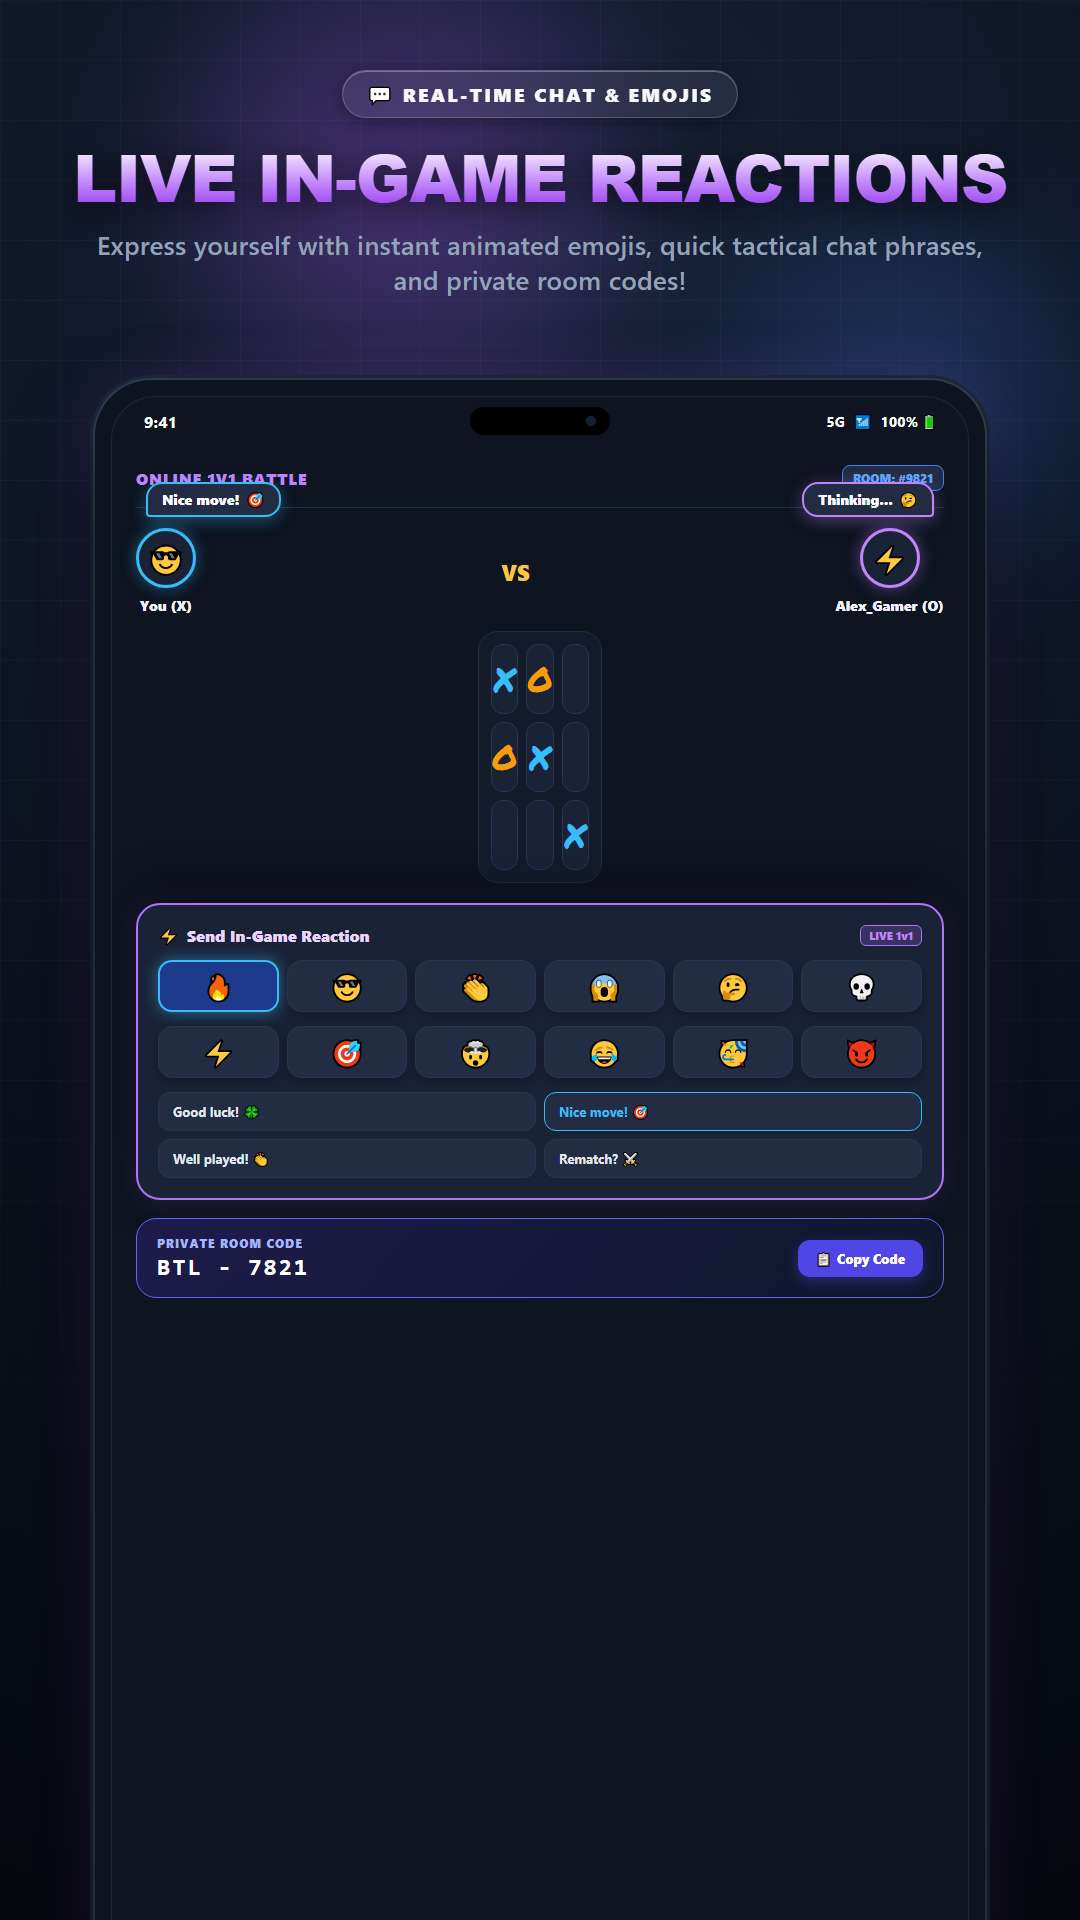 💬 REAL-TIME CHAT & EMOJIS
LIVE IN-GAME REACTIONS
Express yourself with instant animated emojis, quick tactical chat phrases,
and private room codes!
9:41
5G 📶 100% 🔋
ONLINE 1V1 BATTLE
ROOM: #9821
Nice move! 🎯
Thinking... 🤔
VS
You (X)
Alex_Gamer (O)
X O
O X
X
⚡ Send In-Game Reaction
LIVE 1v1
Good luck! 🍀
Nice move! 🎯
Well played! 👏
Rematch? ⚔️
PRIVATE ROOM CODE
BTL - 7821
📋 Copy Code